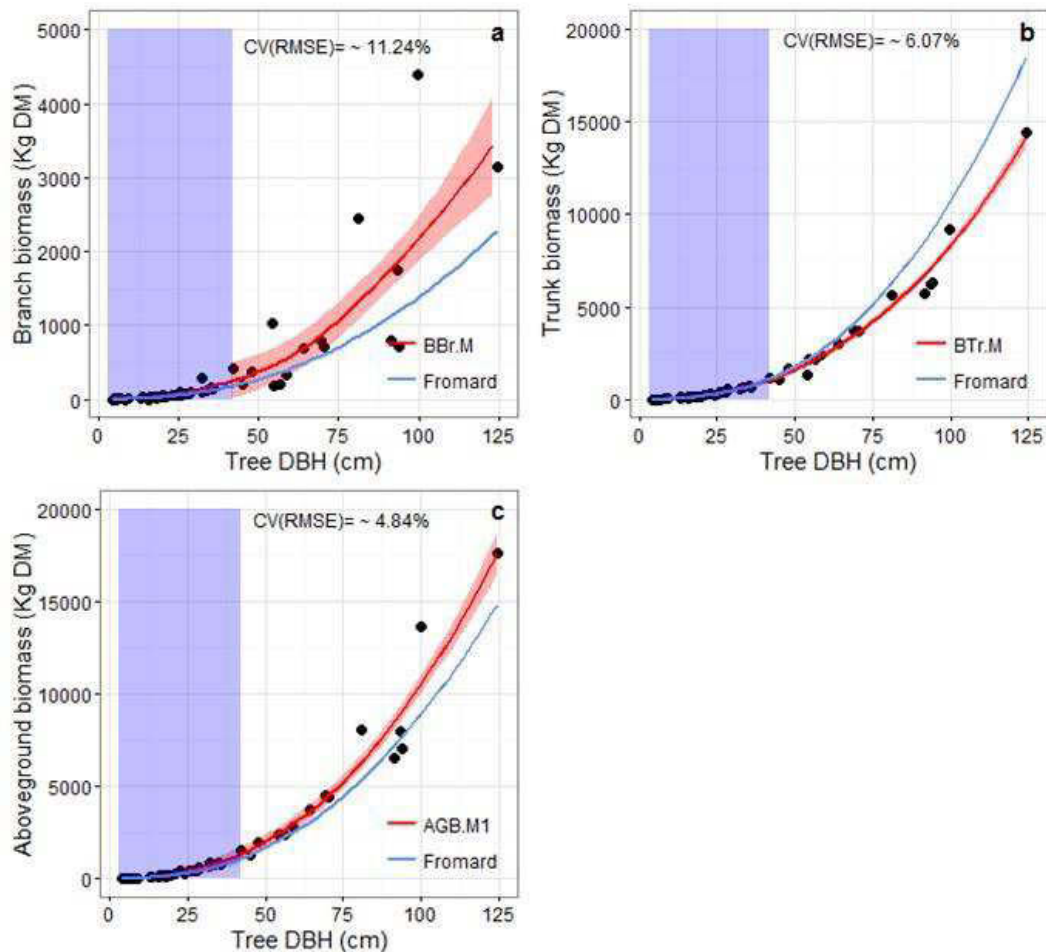 a
CV(RMSE)= ~ 11.24%
Branch biomass (Kg DM)
5000
4000
3000
2000
1000
0
BBr.M
Fromard
0 25 50 75 100 125
Tree DBH (cm)
b
CV(RMSE)= ~ 6.07%
Trunk biomass (Kg DM)
20000
15000
10000
5000
0
BTr.M
Fromard
0 25 50 75 100 125
Tree DBH (cm)
c
CV(RMSE)= ~ 4.84%
Aboveground biomass (Kg DM)
20000
15000
10000
5000
0
AGB.M1
Fromard
0 25 50 75 100 125
Tree DBH (cm)